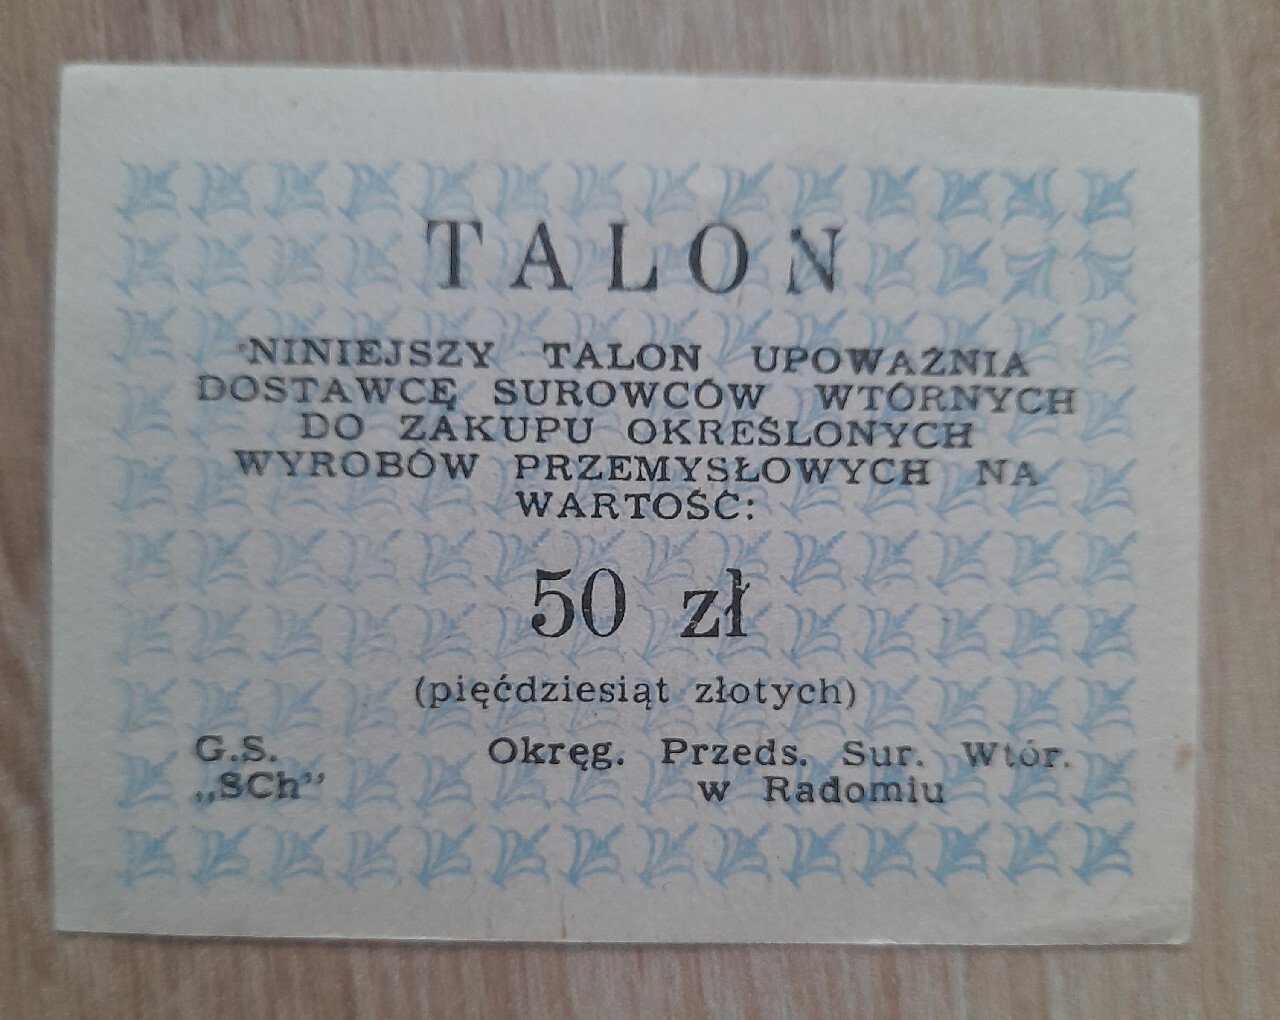 TALON
NINIEJSZY TALON UPOWAŻNIA
DOSTAWCĘ SUROWCÓW WTÓRNYCH
DO ZAKUPU OKREŚLONYCH
WYROBÓW PRZEMYSŁOWYCH NA
WARTOŚĆ:
50 zł
(pięćdziesiąt złotych)
G.S. Okręg. Przeds. Sur. Wtór.
„SCh” w Radomiu